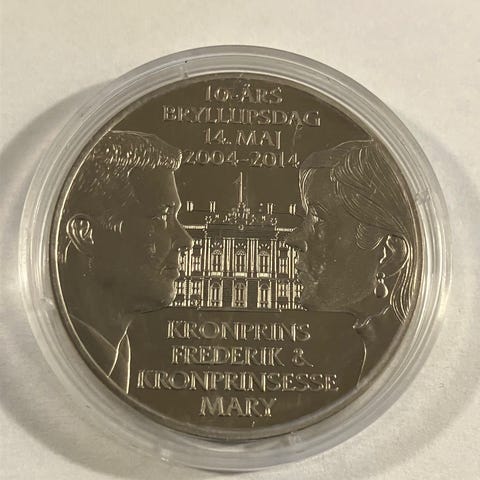 10-ÅRS
BRYLLUPSDAG
14. MAJ
2004-2014
KRONPRINS
FREDERIK &
KRONPRINSESSE
MARY